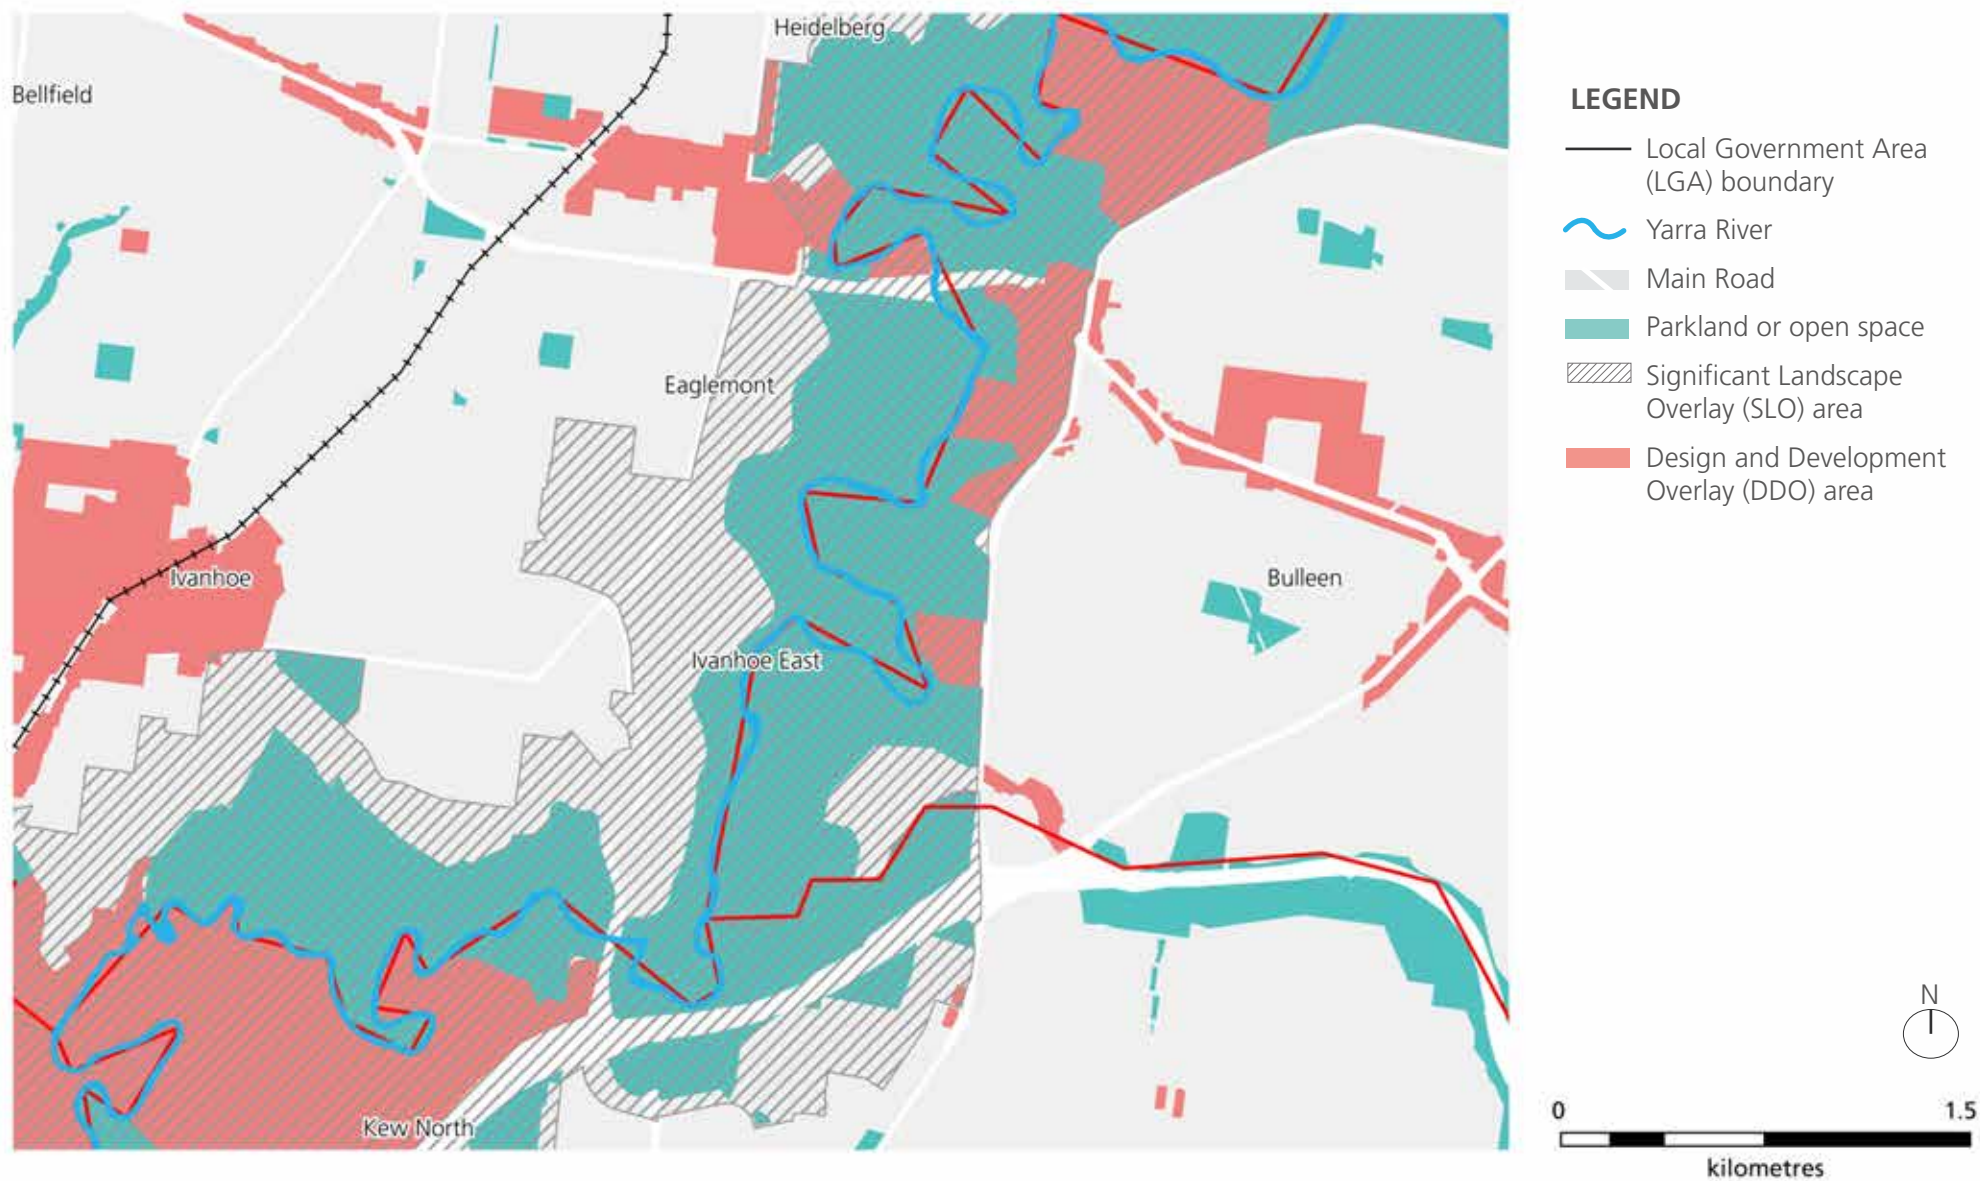 Heidelberg
Bellfield
Eaglemont
Ivanhoe
Bulleen
Ivanhoe East
Kew North
LEGEND
Local Government Area
(LGA) boundary
Yarra River
Main Road
Parkland or open space
Significant Landscape
Overlay (SLO) area
Design and Development
Overlay (DDO) area
N
0 1.5
kilometres